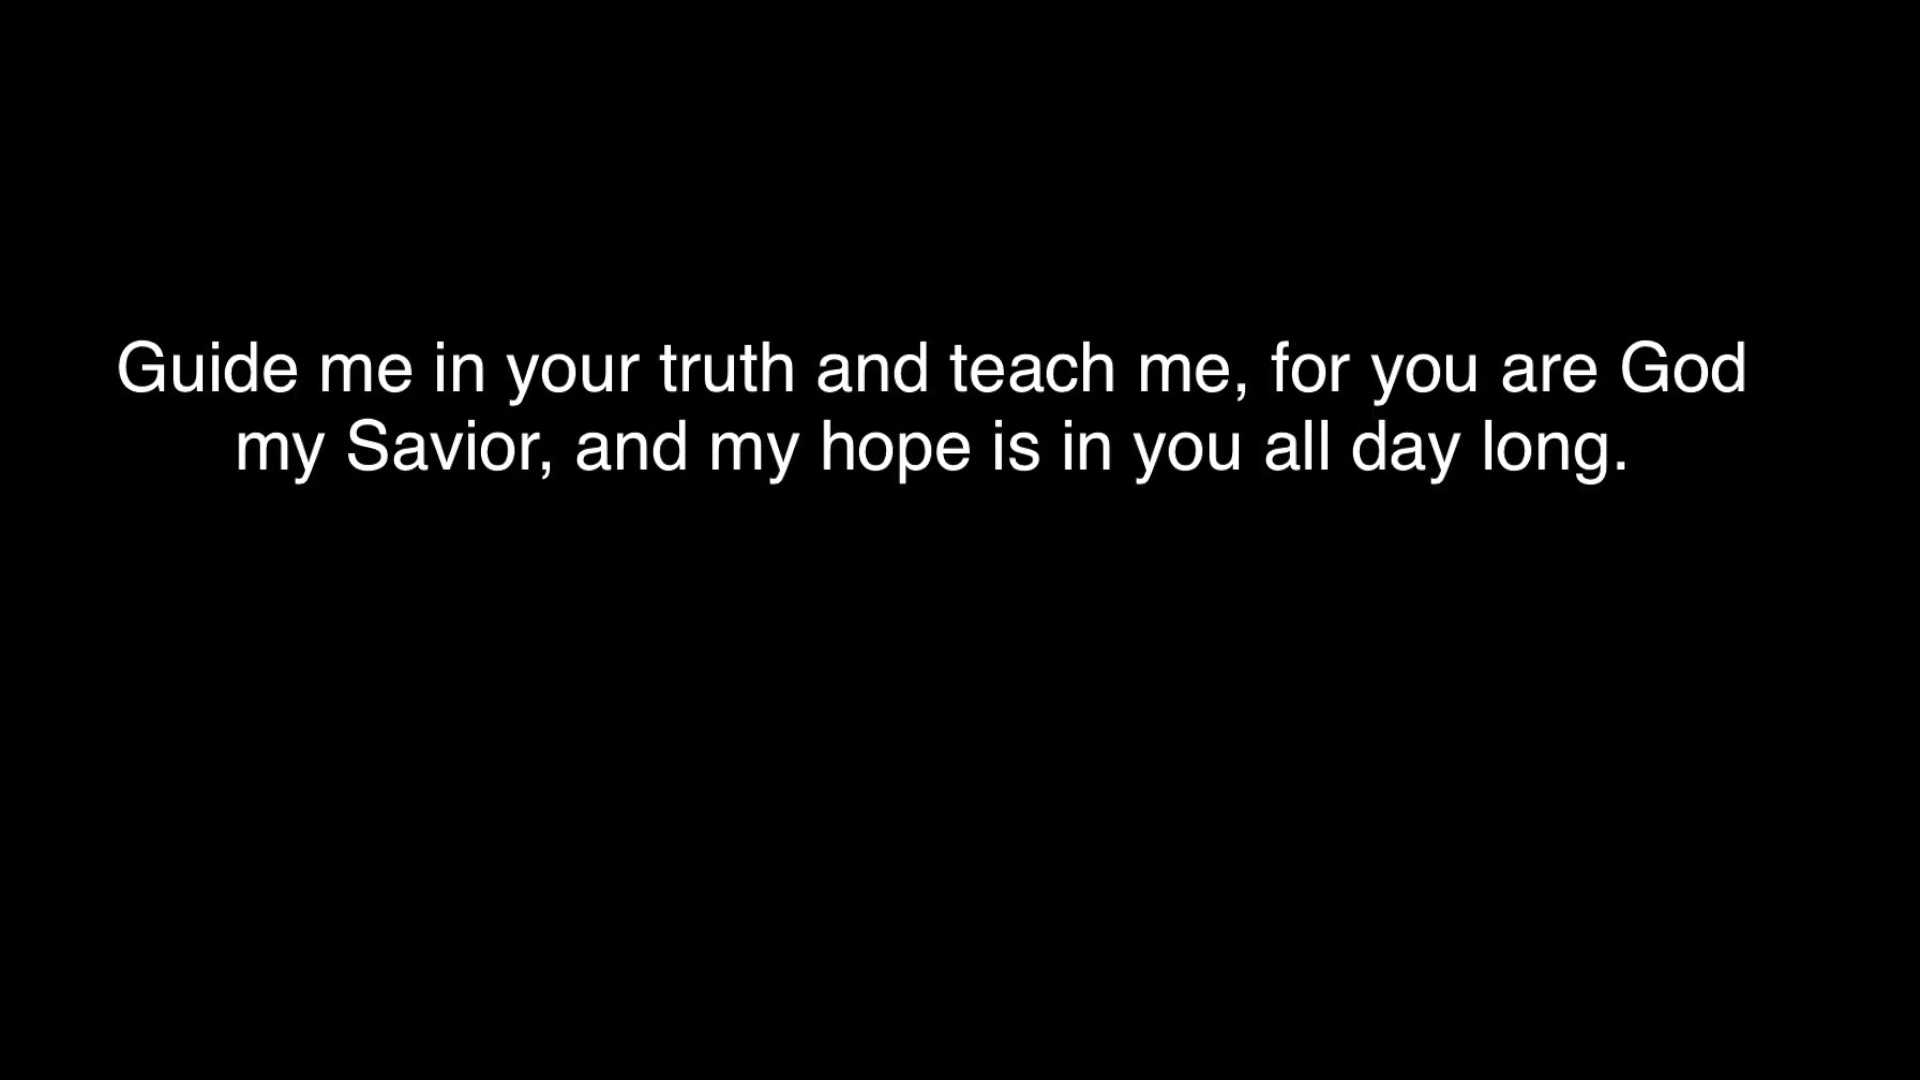 Guide me in your truth and teach me, for you are God
my Savior, and my hope is in you all day long.